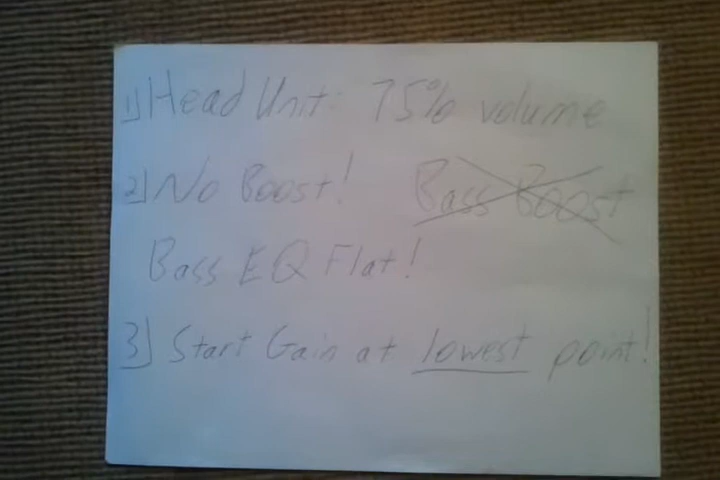 1) Head Unit: 75% volume
2) No Boost! Bass Boost
Bass EQ Flat!
3) Start Gain at lowest point!